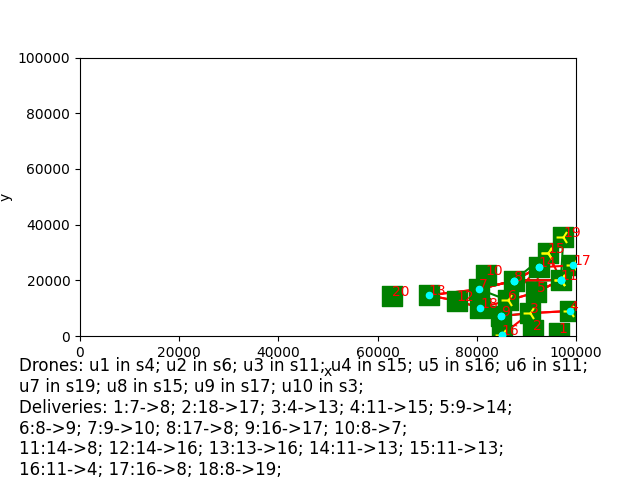 100000
80000
60000
40000
20000
0
y
0 20000 40000 60000 80000 100000
x
19
17
10
20
Drones: u1 in s4; u2 in s6; u3 in s11; u4 in s15; u5 in s16; u6 in s11;
u7 in s19; u8 in s15; u9 in s17; u10 in s3;
Deliveries: 1:7->8; 2:18->17; 3:4->13; 4:11->15; 5:9->14;
6:8->9; 7:9->10; 8:17->8; 9:16->17; 10:8->7;
11:14->8; 12:14->16; 13:13->16; 14:11->13; 15:11->13;
16:11->4; 17:16->8; 18:8->19;